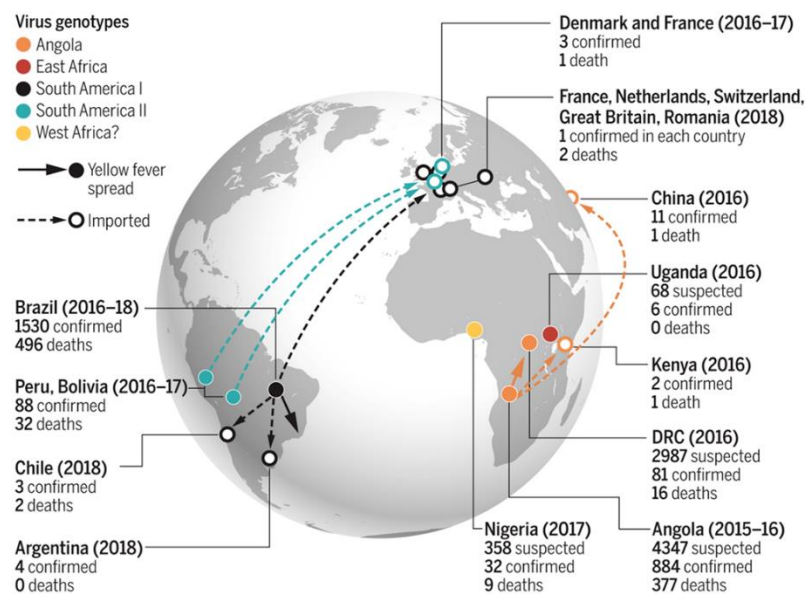 Virus genotypes
Angola
East Africa
South America I
South America II
West Africa?
Yellow fever
spread
Imported
Denmark and France (2016–17)
3 confirmed
1 death
France, Netherlands, Switzerland,
Great Britain, Romania (2018)
1 confirmed in each country
2 deaths
China (2016)
11 confirmed
1 death
Uganda (2016)
68 suspected
6 confirmed
0 deaths
Kenya (2016)
2 confirmed
1 death
DRC (2016)
2987 suspected
81 confirmed
16 deaths
Angola (2015–16)
4347 suspected
884 confirmed
377 deaths
Nigeria (2017)
358 suspected
32 confirmed
9 deaths
Brazil (2016–18)
1530 confirmed
496 deaths
Peru, Bolivia (2016–17)
88 confirmed
32 deaths
Chile (2018)
3 confirmed
2 deaths
Argentina (2018)
4 confirmed
0 deaths